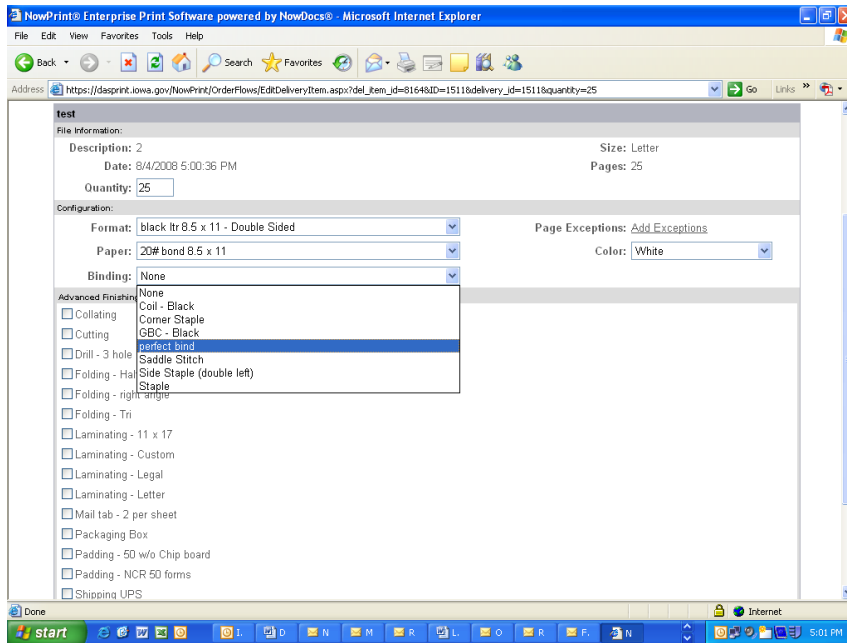 NowPrint® Enterprise Print Software powered by NowDocs® - Microsoft Internet Explorer
File Edit View Favorites Tools Help
Back Search Favorites
Address https://dasprint.iowa.gov/NowPrint/OrderFlows/EditDeliveryItem.aspx?del_item_id=8164&ID=1511&delivery_id=1511&quantity=25 Go Links »
test
File Information:
Description: 2 Size: Letter
Date: 8/4/2008 5:00:36 PM Pages: 25
Quantity: 25
Configuration:
Format: black ltr 8.5 x 11 - Double Sided Page Exceptions: Add Exceptions
Paper: 20# bond 8.5 x 11 Color: White
Binding: None
None
Coil - Black
Corner Staple
GBC - Black
perfect bind
Saddle Stitch
Side Staple (double left)
Staple
Advanced Finishing
Collating
Cutting
Drill - 3 hole
Folding - Hal
Folding - right angle
Folding - Tri
Laminating - 11 x 17
Laminating - Custom
Laminating - Legal
Laminating - Letter
Mail tab - 2 per sheet
Packaging Box
Padding - 50 w/o Chip board
Padding - NCR 50 forms
Shipping UPS
Done Internet
start I. D N M R L. O R F. N 5:01 PM